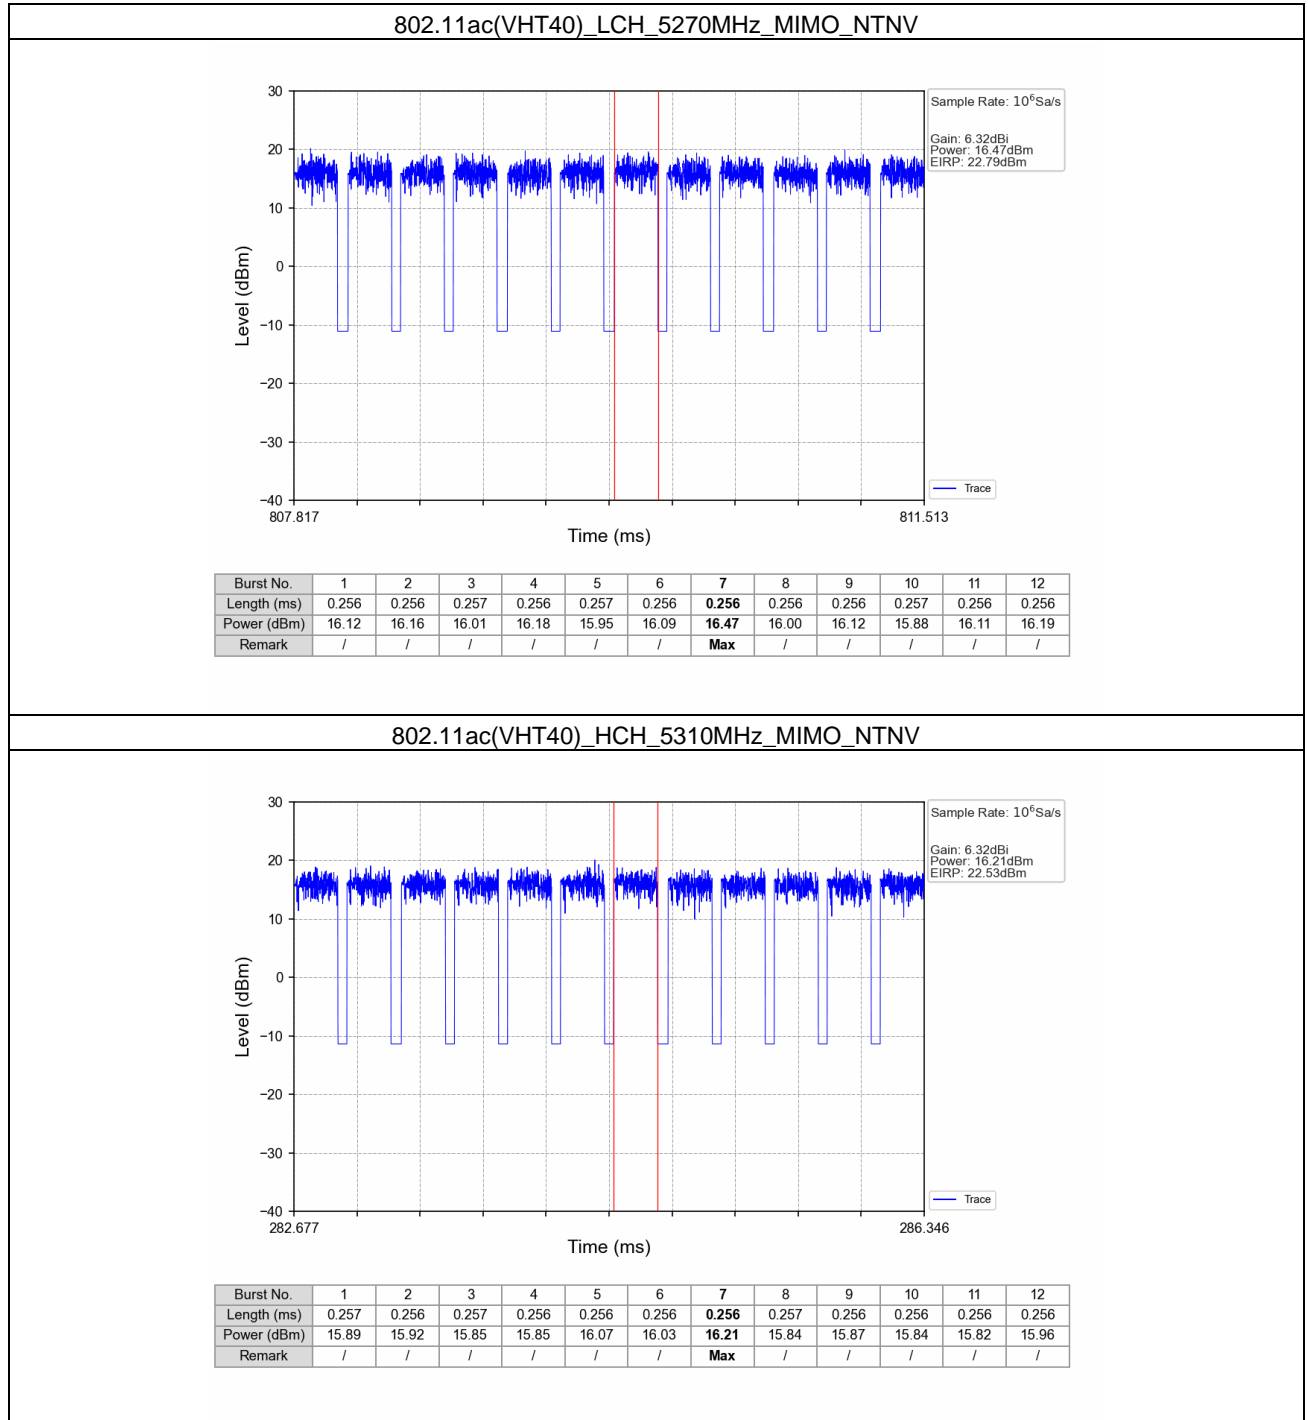 802.11ac(VHT40)_LCH_5270MHz_MIMO_NTNV
30
20
10
0
−10
−20
−30
−40
Level (dBm)
807.817
811.513
Time (ms)
Sample Rate: 10⁶Sa/s
Gain: 6.32dBi
Power: 16.47dBm
EIRP: 22.79dBm
Trace
Burst No. 1 2 3 4 5 6 7 8 9 10 11 12
Length (ms) 0.256 0.256 0.257 0.256 0.257 0.256 0.256 0.256 0.256 0.257 0.256 0.256
Power (dBm) 16.12 16.16 16.01 16.18 15.95 16.09 16.47 16.00 16.12 15.88 16.11 16.19
Remark / / / / / / Max / / / / /
802.11ac(VHT40)_HCH_5310MHz_MIMO_NTNV
30
20
10
0
−10
−20
−30
−40
Level (dBm)
282.677
286.346
Time (ms)
Sample Rate: 10⁶Sa/s
Gain: 6.32dBi
Power: 16.21dBm
EIRP: 22.53dBm
Trace
Burst No. 1 2 3 4 5 6 7 8 9 10 11 12
Length (ms) 0.257 0.256 0.257 0.256 0.256 0.256 0.256 0.257 0.256 0.256 0.256 0.256
Power (dBm) 15.89 15.92 15.85 15.85 16.07 16.03 16.21 15.84 15.87 15.84 15.82 15.96
Remark / / / / / / Max / / / / /